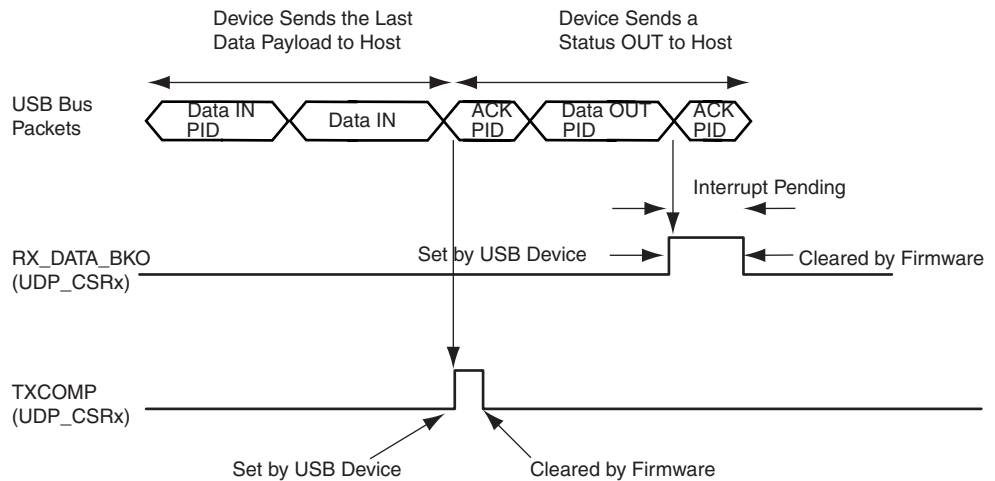 Device Sends the Last
Data Payload to Host
Device Sends a
Status OUT to Host
USB Bus
Packets
Data IN
PID
Data IN
ACK
PID
Data OUT
PID
ACK
PID
Interrupt Pending
RX_DATA_BKO
(UDP_CSRx)
Set by USB Device
Cleared by Firmware
TXCOMP
(UDP_CSRx)
Set by USB Device
Cleared by Firmware